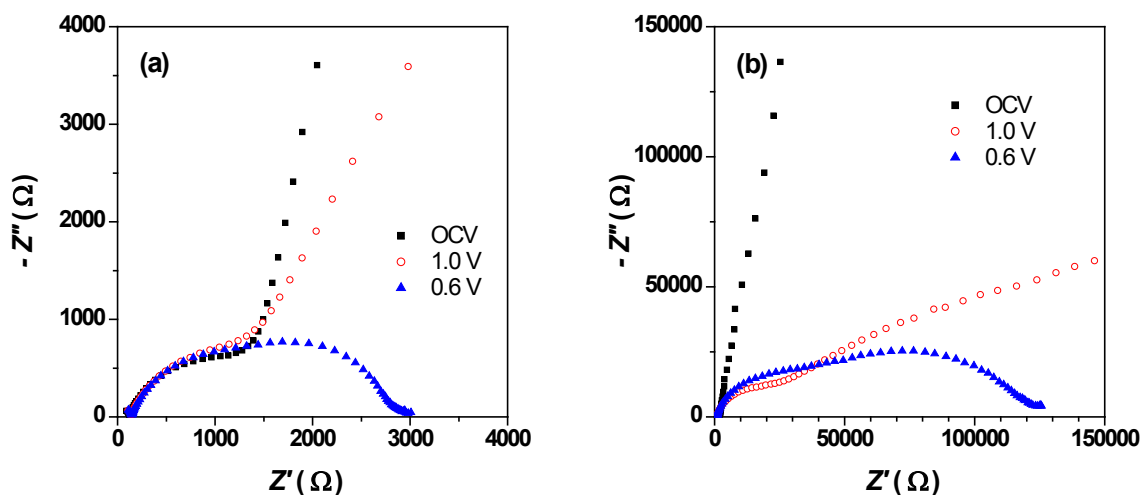 (a)
4000
3000
2000
1000
0
- Z″ ( Ω )
OCV
1.0 V
0.6 V
0 1000 2000 3000 4000
Z′ ( Ω )
(b)
150000
100000
50000
0
- Z″ ( Ω )
OCV
1.0 V
0.6 V
0 50000 100000 150000
Z′ ( Ω )